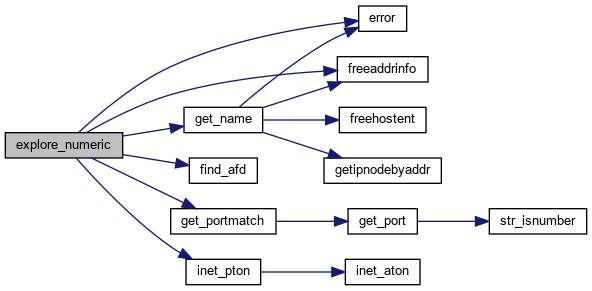 error
freeaddrinfo
get_name
freehostent
explore_numeric
find_afd
getipnodebyaddr
get_portmatch
get_port
str_isnumber
inet_pton
inet_aton